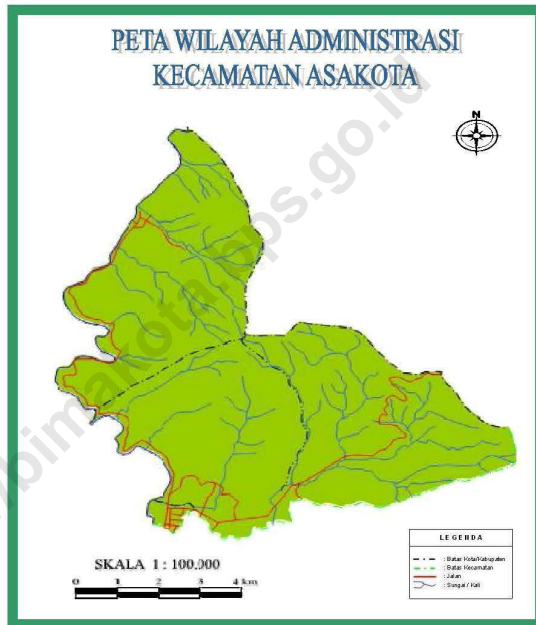 PETA WILAYAH ADMINISTRASI
KECAMATAN ASAKOTA
N
/bimakota.bps.go.id
LEGENDA
: Batas Kota/Kabupaten
: Batas Kecamatan
: Jalan
: Sungai / Kali
SKALA 1 : 100.000
0 1 2 3 4 km